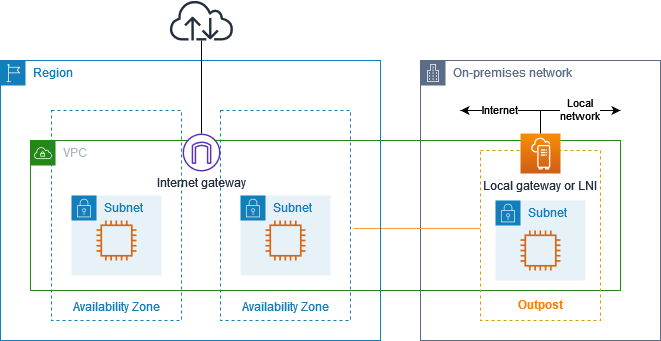 Region
On-premises network
Internet
Local
network
VPC
Internet gateway
Local gateway or LNI
Subnet
Subnet
Subnet
Availability Zone
Availability Zone
Outpost